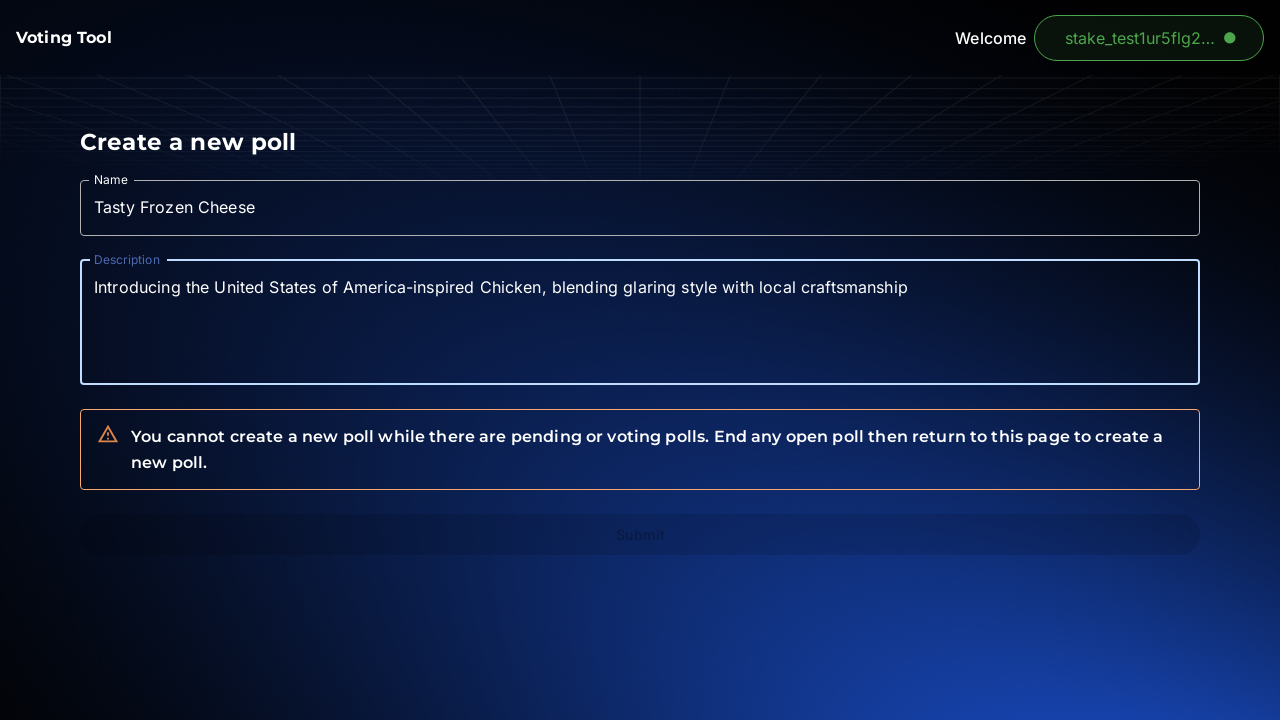 Voting Tool
Welcome
stake_test1ur5flg2...
Create a new poll
Name
Tasty Frozen Cheese
Description
Introducing the United States of America-inspired Chicken, blending glaring style with local craftsmanship
You cannot create a new poll while there are pending or voting polls. End any open poll then return to this page to create a
new poll.
Submit